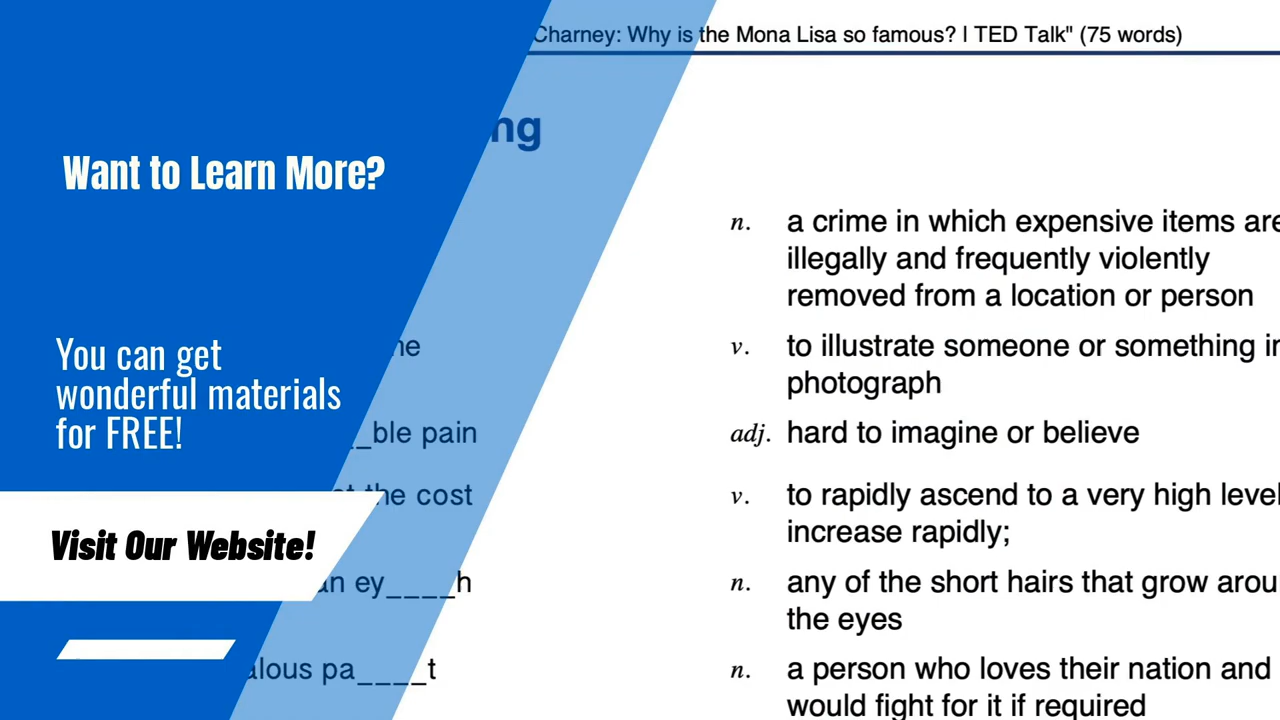 Charney: Why is the Mona Lisa so famous? | TED Talk" (75 words)
ng
Want to Learn More?
You can get
wonderful materials
for FREE!
Visit Our Website!
n. a crime in which expensive items are
illegally and frequently violently
removed from a location or person
ne
v. to illustrate someone or something in
photograph
__ble pain
adj. hard to imagine or believe
the cost
v. to rapidly ascend to a very high level
increase rapidly;
an ey____h
n. any of the short hairs that grow arou
the eyes
alous pa____t
n. a person who loves their nation and
would fight for it if required